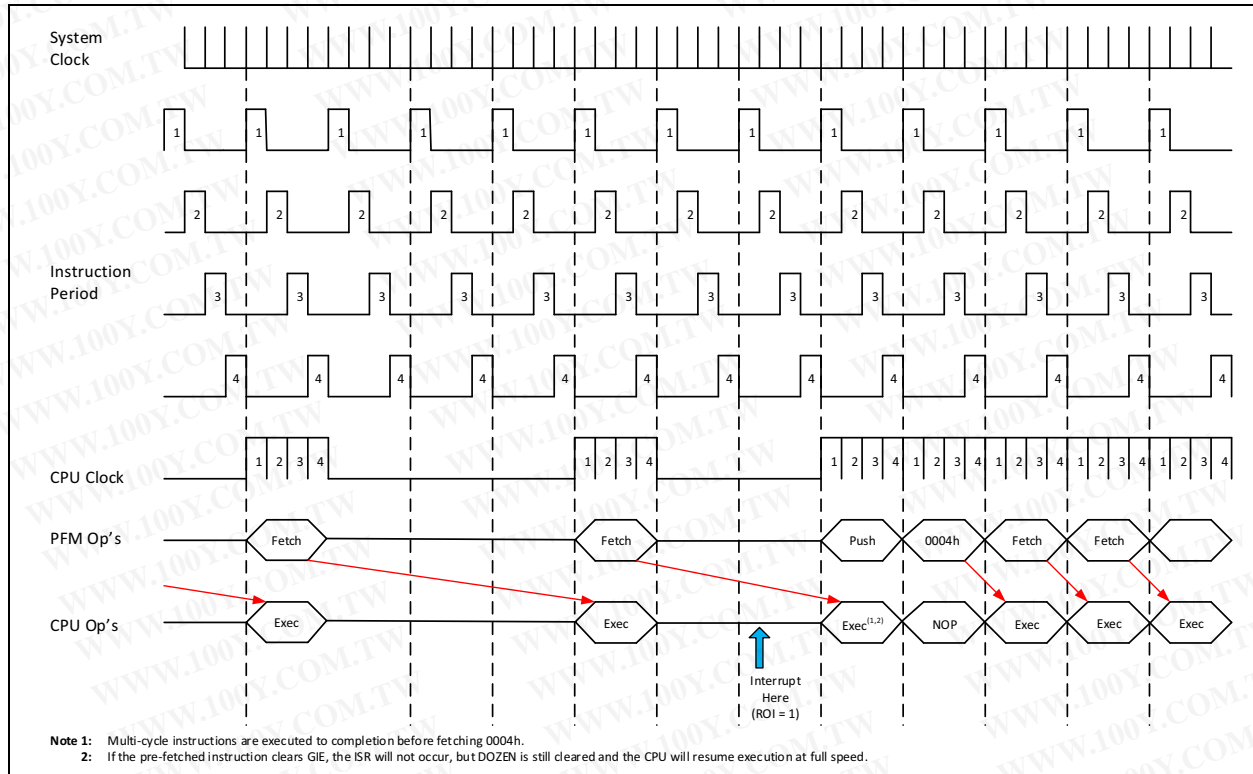 System
Clock
1 1 1 1 1 1 1 1 1 1 1 1 1
2 2 2 2 2 2 2 2 2 2 2 2 2
Instruction
Period
3 3 3 3 3 3 3 3 3 3 3 3 3
4 4 4 4 4 4 4 4 4 4 4 4 4
CPU Clock
1 2 3 4 1 2 3 4 1 2 3 4 1 2 3 4 1 2 3 4 1 2 3 4 1 2 3 4
PFM Op's
Fetch Fetch Push 0004h Fetch Fetch
CPU Op's
Exec Exec Exec(1,2) NOP Exec Exec Exec
Interrupt
Here
(ROI = 1)
Note 1: Multi-cycle instructions are executed to completion before fetching 0004h.
2: If the pre-fetched instruction clears GIE, the ISR will not occur, but DOZEN is still cleared and the CPU will resume execution at full speed.
WWW.100Y.COM.TW